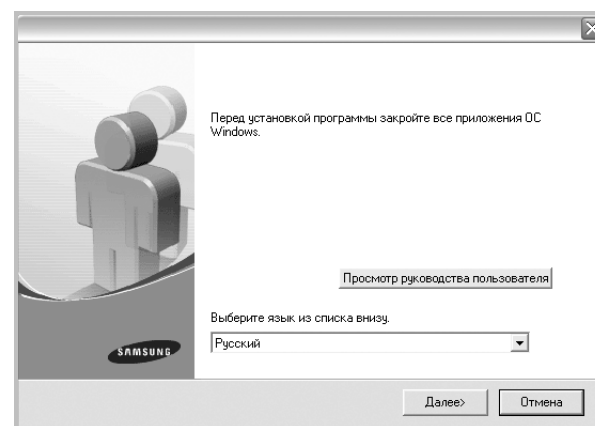 Перед установкой программы закройте все приложения ОС
Windows.
Просмотр руководства пользователя
Выберите язык из списка внизу.
Русский
SAMSUNG
Далее>
Отмена